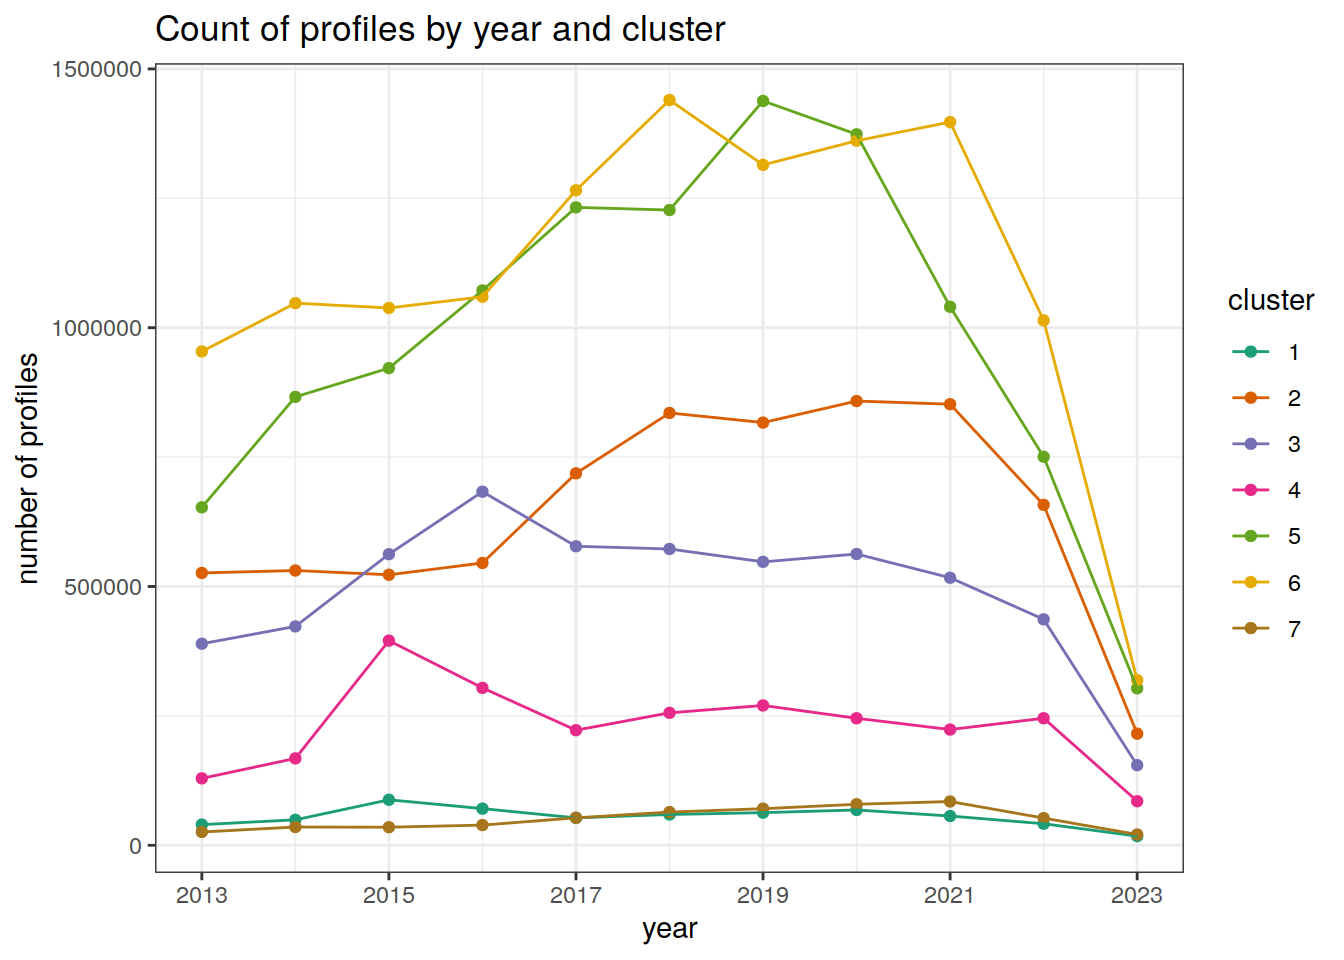 Count of profiles by year and cluster
number of profiles
1500000
1000000
500000
0
2013 2015 2017 2019 2021 2023
year
cluster
1
2
3
4
5
6
7